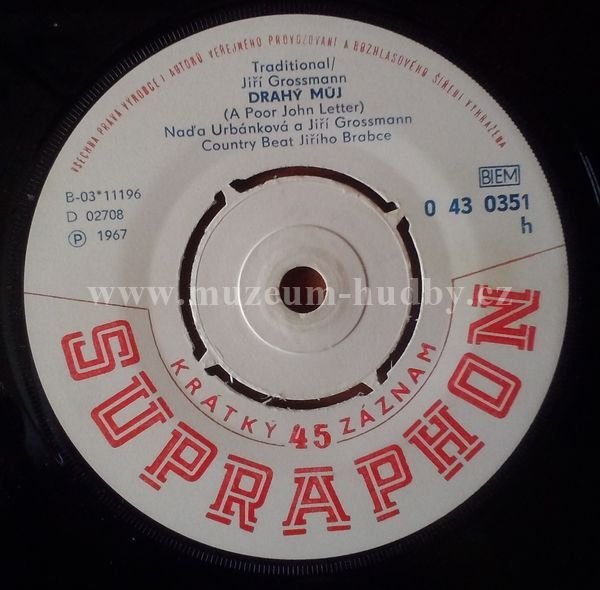 VŠECHNA PRÁVA VÝROBCE I AUTORŮ VEŘEJNÉHO PROVOZOVÁNÍ A ROZHLASOVÉHO ŠÍŘENÍ VYHRAŽENA
Traditional/
Jiří Grossmann
DRAHÝ MŮJ
(A Poor John Letter)
Naďa Urbánková a Jiří Grossmann
Country Beat Jiřího Brabce
B-03*11196
D 02708
Ⓟ 1967
BIEM
0 43 0351
h
www.muzeum-hudby.cz
KRÁTKÝ 45 ZÁZNAM
SUPRAPHON